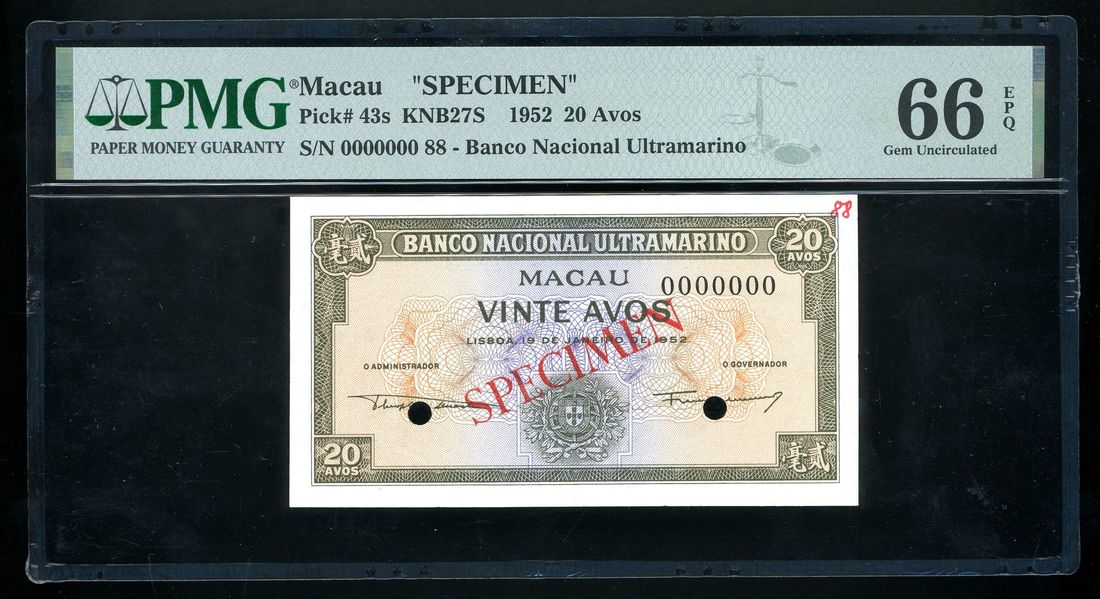 PMG® Macau "SPECIMEN"
Pick# 43s KNB27S 1952 20 Avos
PAPER MONEY GUARANTY
S/N 0000000 88 - Banco Nacional Ultramarino
66 EPQ
Gem Uncirculated
88
毫貳 BANCO NACIONAL ULTRAMARINO 20 AVOS
MACAU 0000000
VINTE AVOS
LISBOA, 19 DE JANEIRO DE 1952
SPECIMEN
O ADMINISTRADOR O GOVERNADOR
20 AVOS 毫貳